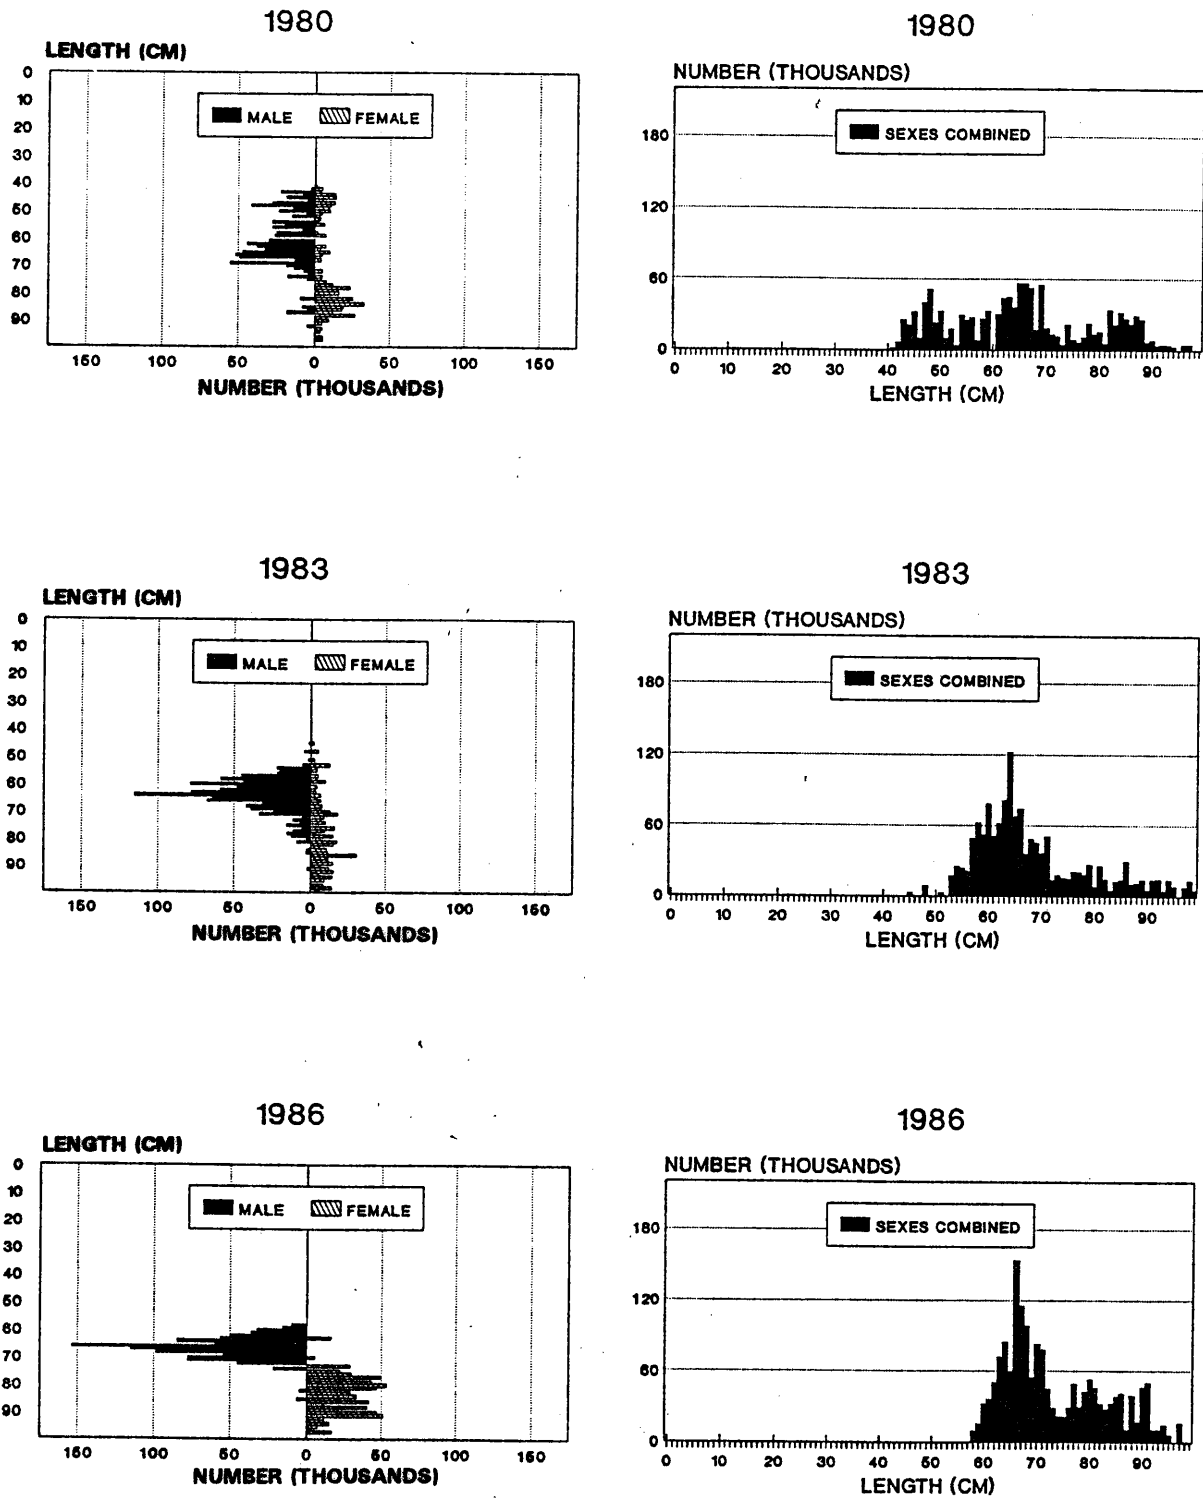 1980
LENGTH (CM)
0
10
20
30
40
50
60
70
80
90
MALE FEMALE
150 100 50 0 50 100 150
NUMBER (THOUSANDS)
1980
NUMBER (THOUSANDS)
SEXES COMBINED
180
120
60
0
0 10 20 30 40 50 60 70 80 90
LENGTH (CM)
1983
LENGTH (CM)
0
10
20
30
40
50
60
70
80
90
MALE FEMALE
150 100 50 0 50 100 150
NUMBER (THOUSANDS)
1983
NUMBER (THOUSANDS)
SEXES COMBINED
180
120
60
0
0 10 20 30 40 50 60 70 80 90
LENGTH (CM)
1986
LENGTH (CM)
0
10
20
30
40
50
60
70
80
90
MALE FEMALE
150 100 50 0 50 100 150
NUMBER (THOUSANDS)
1986
NUMBER (THOUSANDS)
SEXES COMBINED
180
120
60
0
0 10 20 30 40 50 60 70 80 90
LENGTH (CM)